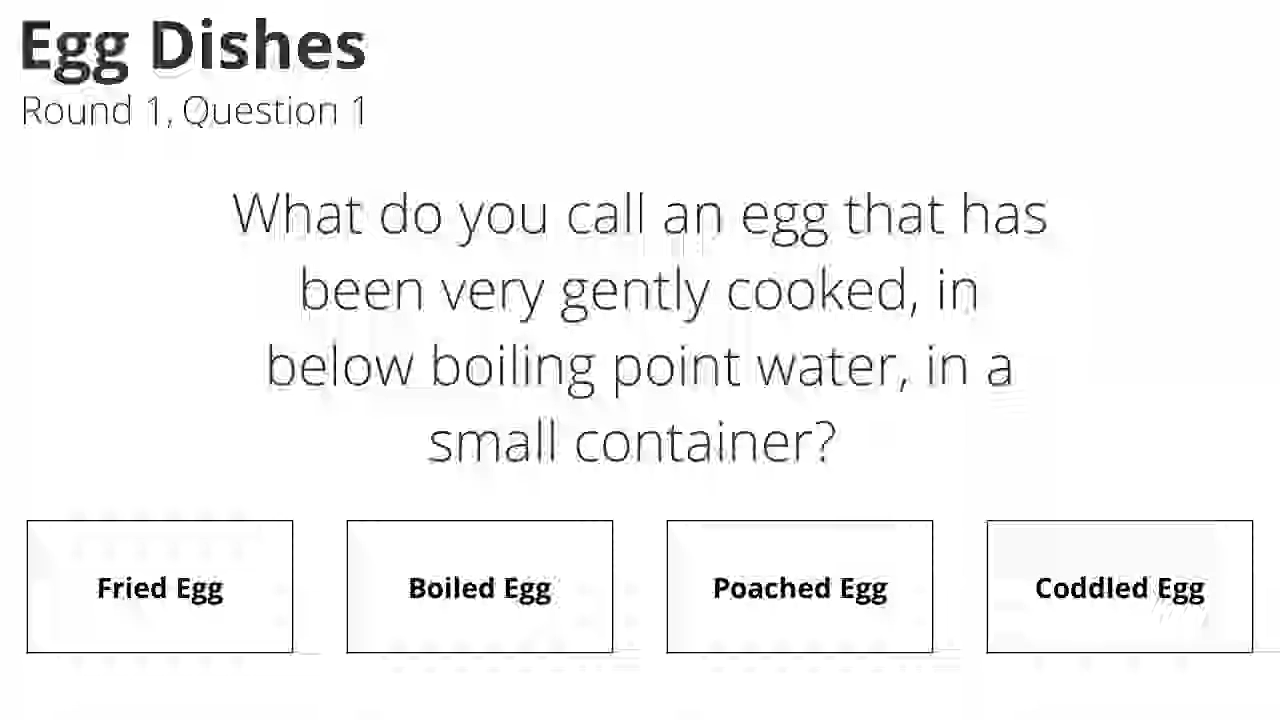 Egg Dishes
Round 1, Question 1
What do you call an egg that has
been very gently cooked, in
below boiling point water, in a
small container?
Fried Egg
Boiled Egg
Poached Egg
Coddled Egg